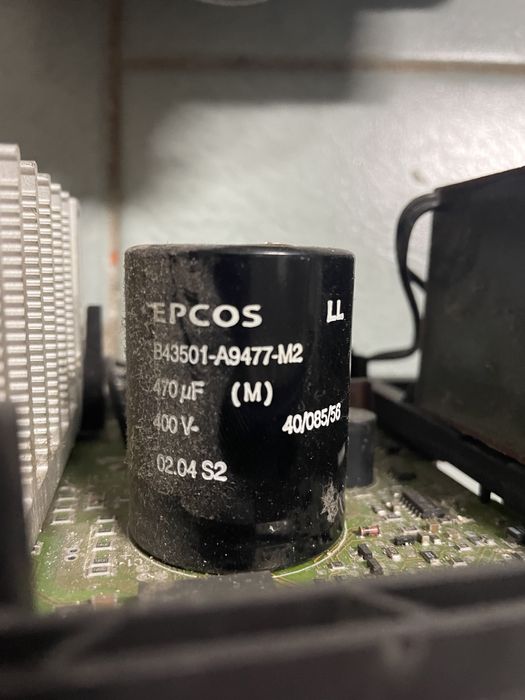 EPCOS LL
B43501-A9477-M2
470 µF (M)
400 V- 40/085/56
02.04 S2